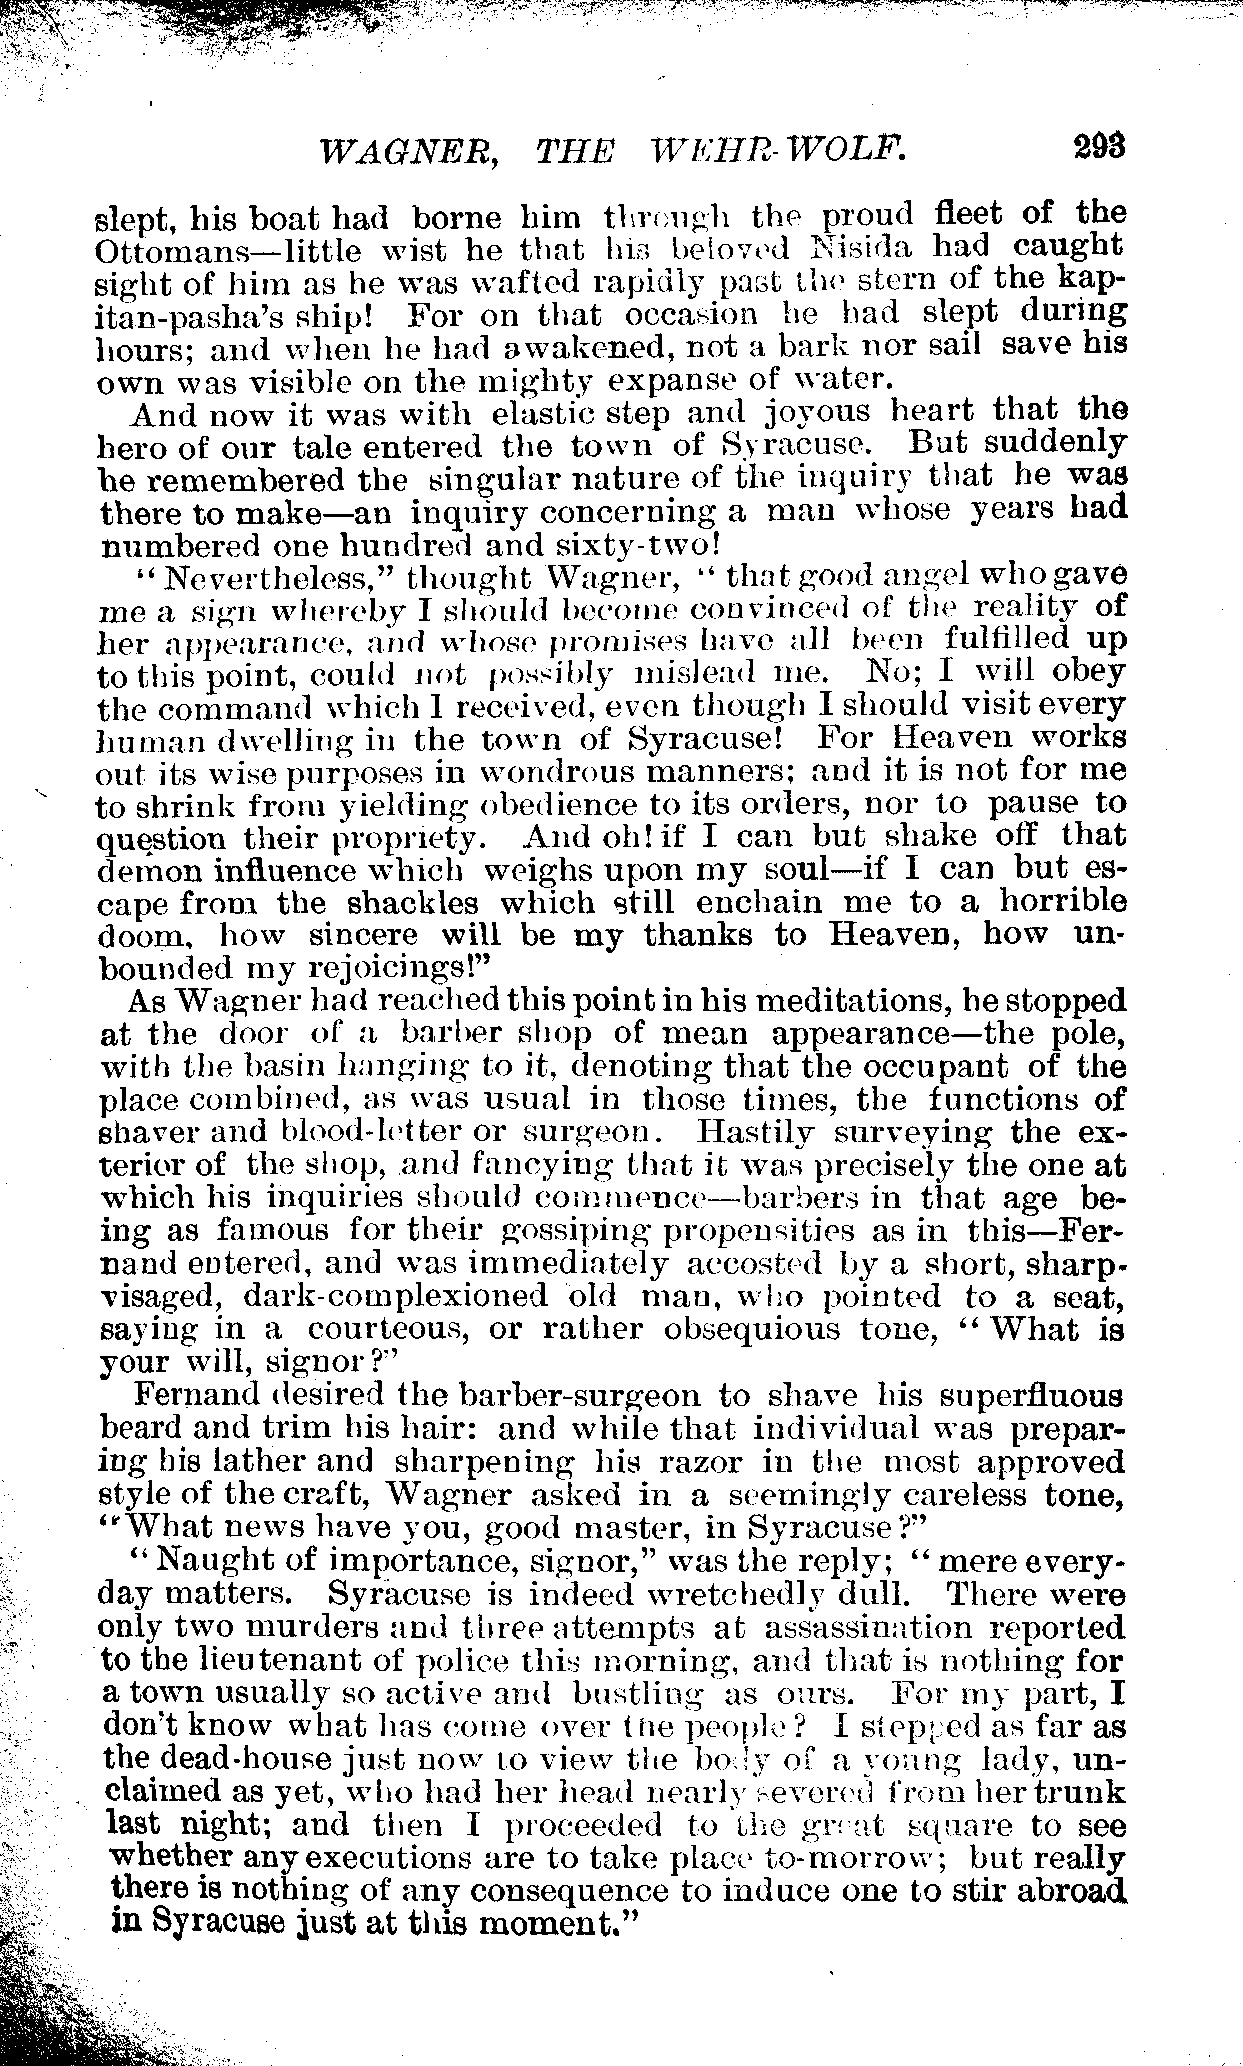 WAGNER, THE WEHR-WOLF. 293
slept, his boat had borne him through the proud fleet of the
Ottomans—little wist he that his beloved Nisida had caught
sight of him as he was wafted rapidly past the stern of the kap-
itan-pasha's ship! For on that occasion he had slept during
hours; and when he had awakened, not a bark nor sail save his
own was visible on the mighty expanse of water.
And now it was with elastic step and joyous heart that the
hero of our tale entered the town of Syracuse. But suddenly
he remembered the singular nature of the inquiry that he was
there to make—an inquiry concerning a man whose years had
numbered one hundred and sixty-two!
"Nevertheless," thought Wagner, "that good angel who gave
me a sign whereby I should become convinced of the reality of
her appearance, and whose promises have all been fulfilled up
to this point, could not possibly mislead me. No; I will obey
the command which I received, even though I should visit every
human dwelling in the town of Syracuse! For Heaven works
out its wise purposes in wondrous manners; and it is not for me
to shrink from yielding obedience to its orders, nor to pause to
question their propriety. And oh! if I can but shake off that
demon influence which weighs upon my soul—if I can but es-
cape from the shackles which still enchain me to a horrible
doom, how sincere will be my thanks to Heaven, how un-
bounded my rejoicings!"
As Wagner had reached this point in his meditations, he stopped
at the door of a barber shop of mean appearance—the pole,
with the basin hanging to it, denoting that the occupant of the
place combined, as was usual in those times, the functions of
shaver and blood-letter or surgeon. Hastily surveying the ex-
terior of the shop, and fancying that it was precisely the one at
which his inquiries should commence—barbers in that age be-
ing as famous for their gossiping propensities as in this—Fer-
nand entered, and was immediately accosted by a short, sharp-
visaged, dark-complexioned old man, who pointed to a seat,
saying in a courteous, or rather obsequious tone, "What is
your will, signor?"
Fernand desired the barber-surgeon to shave his superfluous
beard and trim his hair: and while that individual was prepar-
ing his lather and sharpening his razor in the most approved
style of the craft, Wagner asked in a seemingly careless tone,
"What news have you, good master, in Syracuse?"
"Naught of importance, signor," was the reply; "mere every-
day matters. Syracuse is indeed wretchedly dull. There were
only two murders and three attempts at assassination reported
to the lieutenant of police this morning, and that is nothing for
a town usually so active and bustling as ours. For my part, I
don't know what has come over the people? I stepped as far as
the dead-house just now to view the body of a young lady, un-
claimed as yet, who had her head nearly severed from her trunk
last night; and then I proceeded to the great square to see
whether any executions are to take place to-morrow; but really
there is nothing of any consequence to induce one to stir abroad
in Syracuse just at this moment."